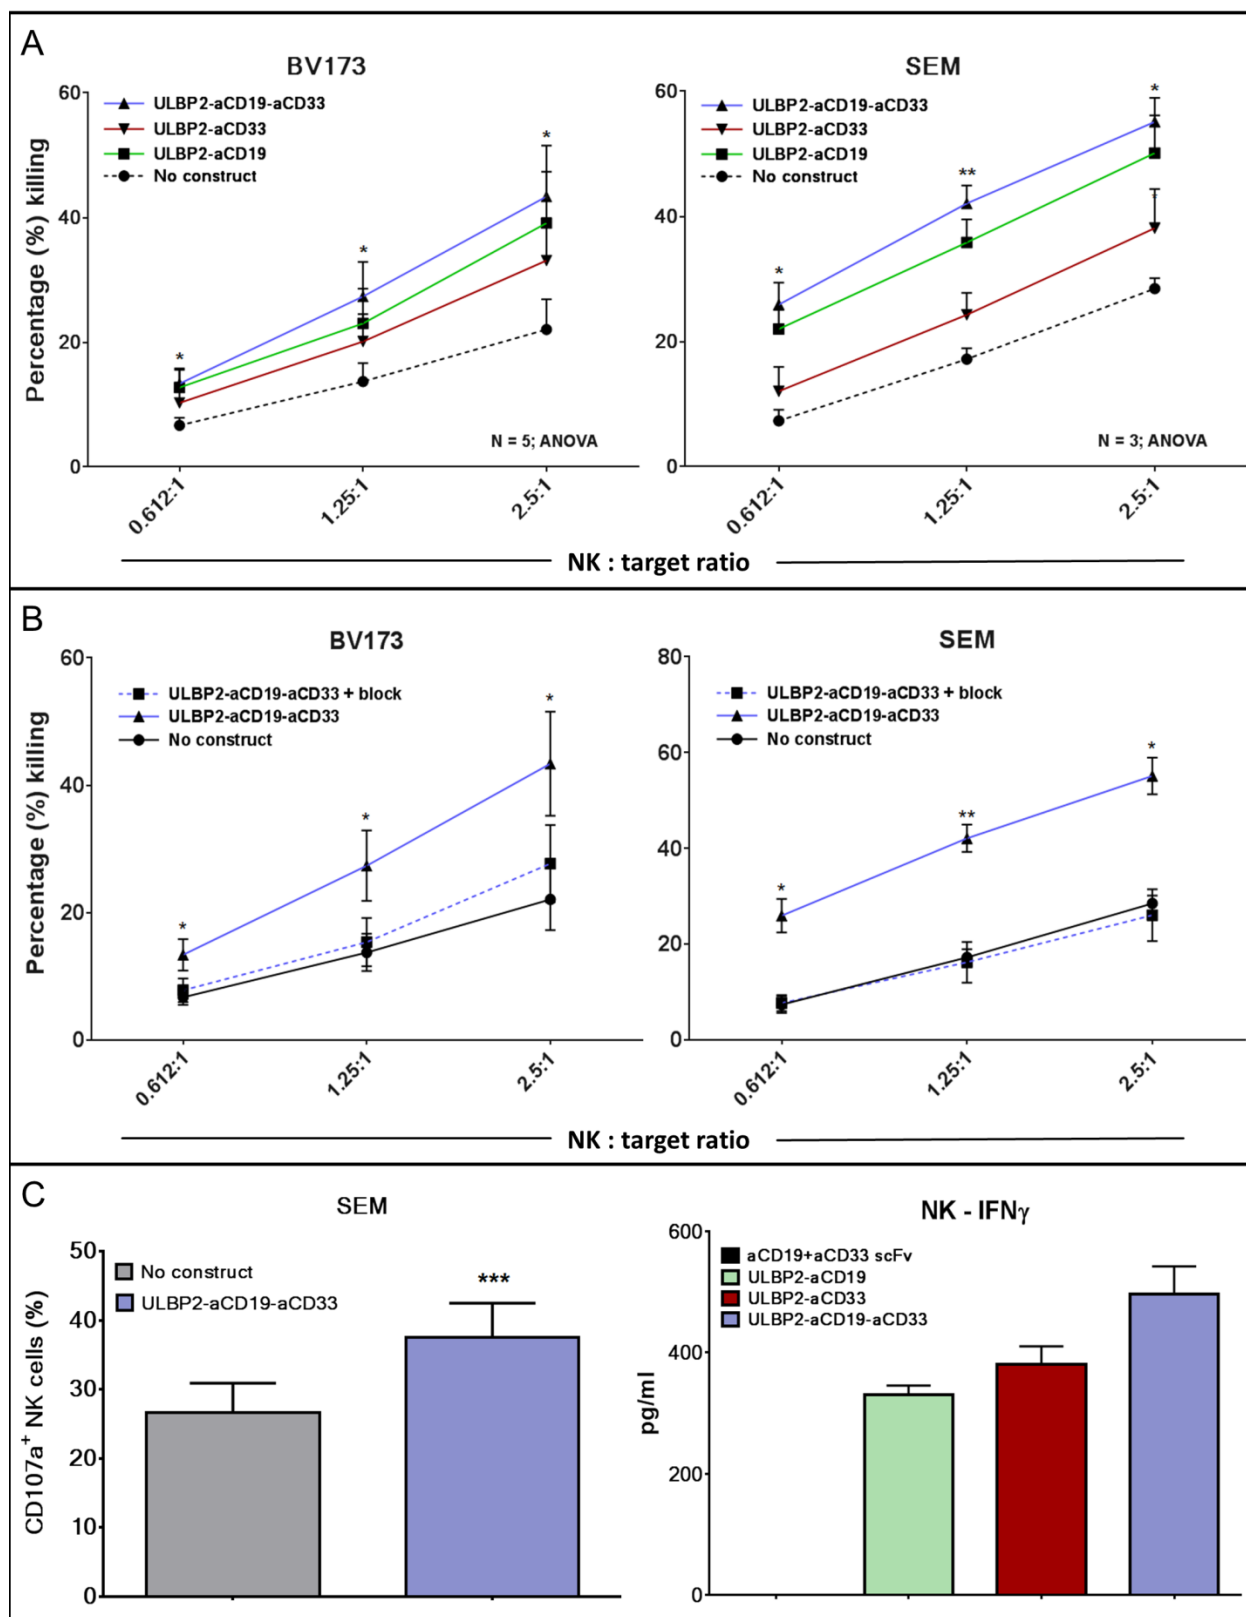 A
BV173
ULBP2-aCD19-aCD33
ULBP2-aCD33
ULBP2-aCD19
No construct
Percentage (%) killing
60
40
20
0
*
*
*
N = 5; ANOVA
0.612:1
1.25:1
2.5:1
SEM
ULBP2-aCD19-aCD33
ULBP2-aCD33
ULBP2-aCD19
No construct
60
40
20
0
*
**
*
N = 3; ANOVA
0.612:1
1.25:1
2.5:1
NK : target ratio
B
BV173
ULBP2-aCD19-aCD33 + block
ULBP2-aCD19-aCD33
No construct
Percentage (%) killing
60
40
20
0
*
*
*
0.612:1
1.25:1
2.5:1
SEM
ULBP2-aCD19-aCD33 + block
ULBP2-aCD19-aCD33
No construct
80
60
40
20
0
*
**
*
0.612:1
1.25:1
2.5:1
NK : target ratio
C
SEM
No construct
ULBP2-aCD19-aCD33
CD107a+ NK cells (%)
50
40
30
20
10
0
***
NK - IFNγ
aCD19+aCD33 scFv
ULBP2-aCD19
ULBP2-aCD33
ULBP2-aCD19-aCD33
pg/ml
600
400
200
0